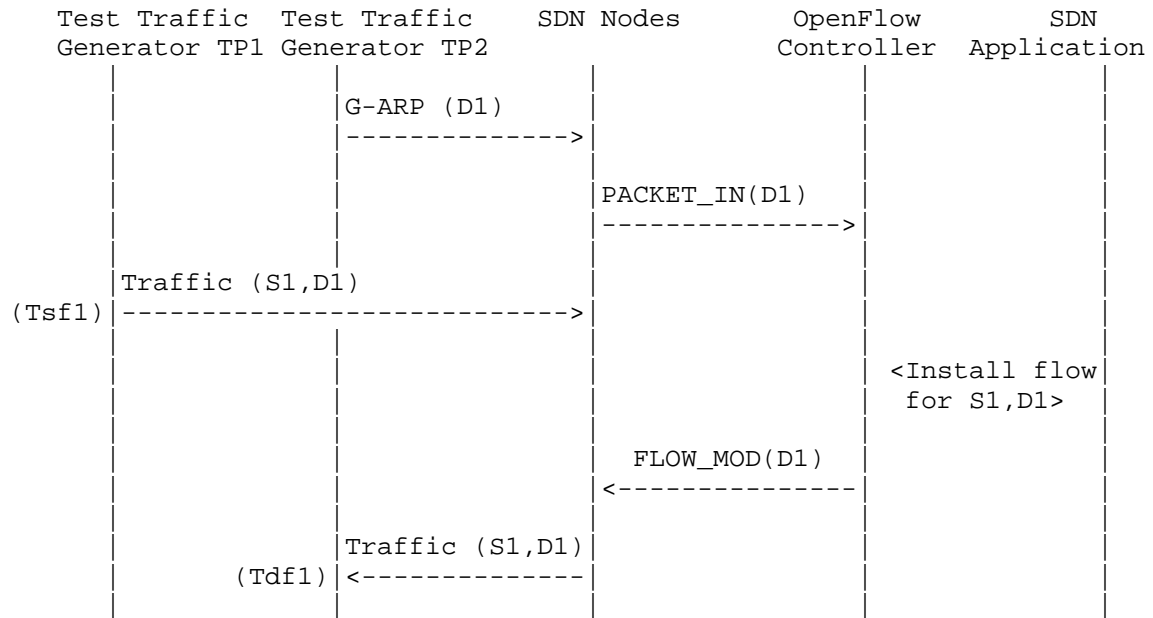 Test Traffic Test Traffic SDN Nodes OpenFlow SDN
Generator TP1 Generator TP2 Controller Application
G-ARP (D1)
PACKET_IN(D1)
Traffic (S1,D1)
(Tsf1)
<Install flow
for S1,D1>
FLOW_MOD(D1)
Traffic (S1,D1)
(Tdf1)